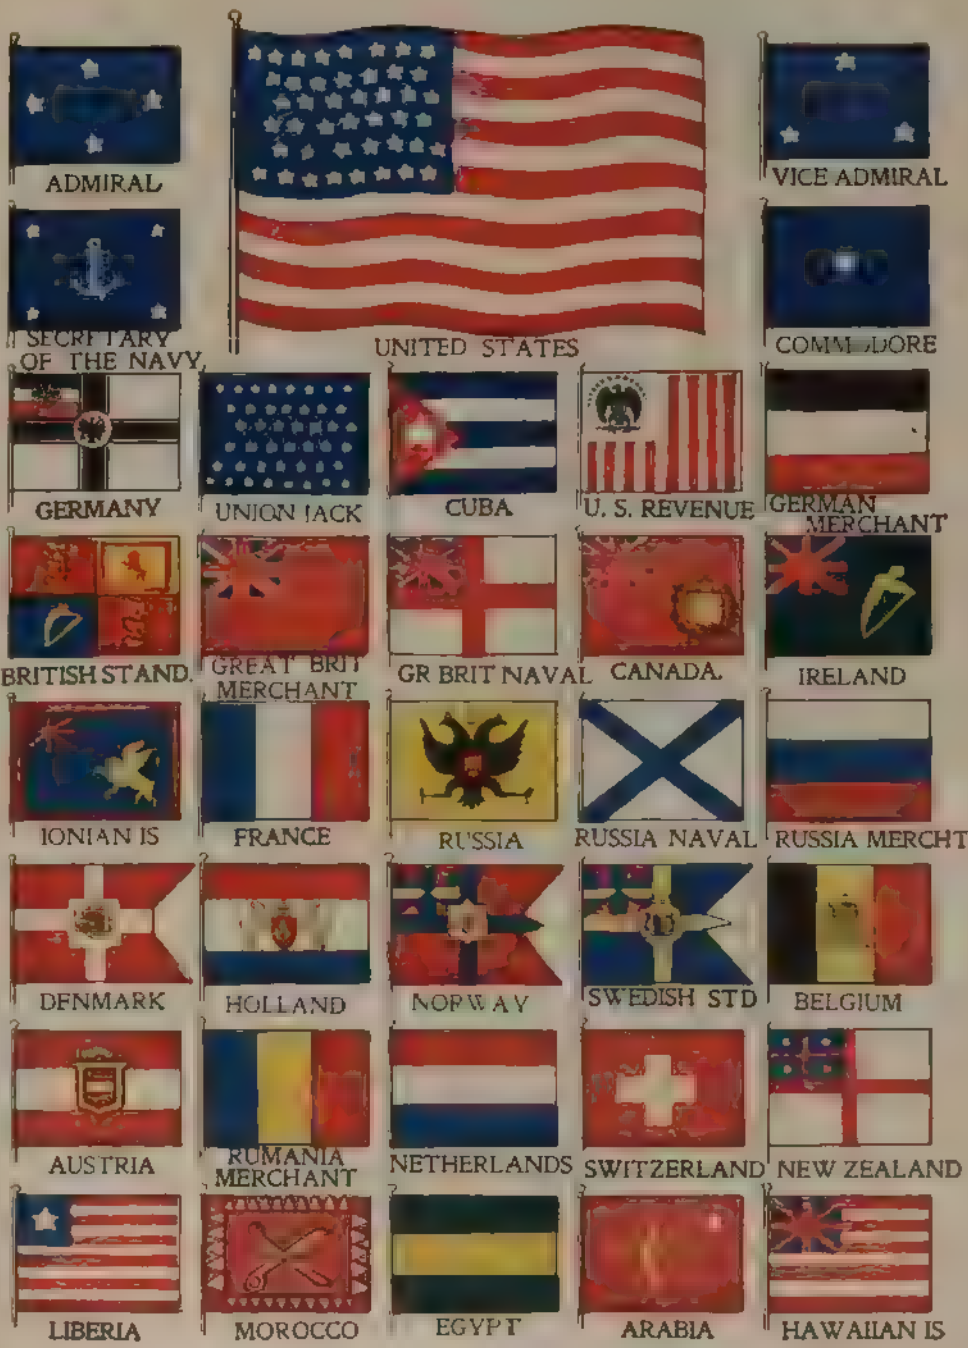 ADMIRAL
VICE ADMIRAL
SECRETARY
OF THE NAVY
UNITED STATES
COMMODORE
GERMANY
UNION JACK
CUBA
U. S. REVENUE
GERMAN
MERCHANT
BRITISH STAND.
GREAT BRIT
MERCHANT
GR BRIT NAVAL
CANADA.
IRELAND
IONIAN IS
FRANCE
RUSSIA
RUSSIA NAVAL
RUSSIA MERCHT
DENMARK
HOLLAND
NORWAY
SWEDISH STD
BELGIUM
AUSTRIA
RUMANIA
MERCHANT
NETHERLANDS
SWITZERLAND
NEW ZEALAND
LIBERIA
MOROCCO
EGYPT
ARABIA
HAWAIIAN IS